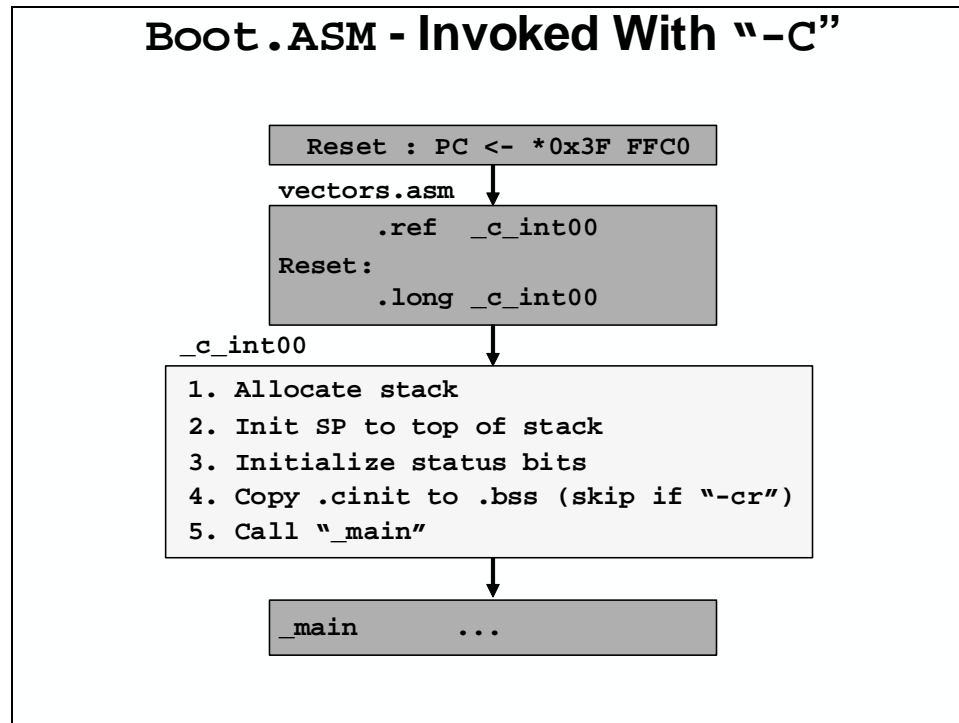 Boot.ASM - Invoked With “-C”
Reset : PC <- *0x3F FFC0
vectors.asm
.ref _c_int00
Reset:
.long _c_int00
_c_int00
1. Allocate stack
2. Init SP to top of stack
3. Initialize status bits
4. Copy .cinit to .bss (skip if “-cr”)
5. Call “_main”
_main ...